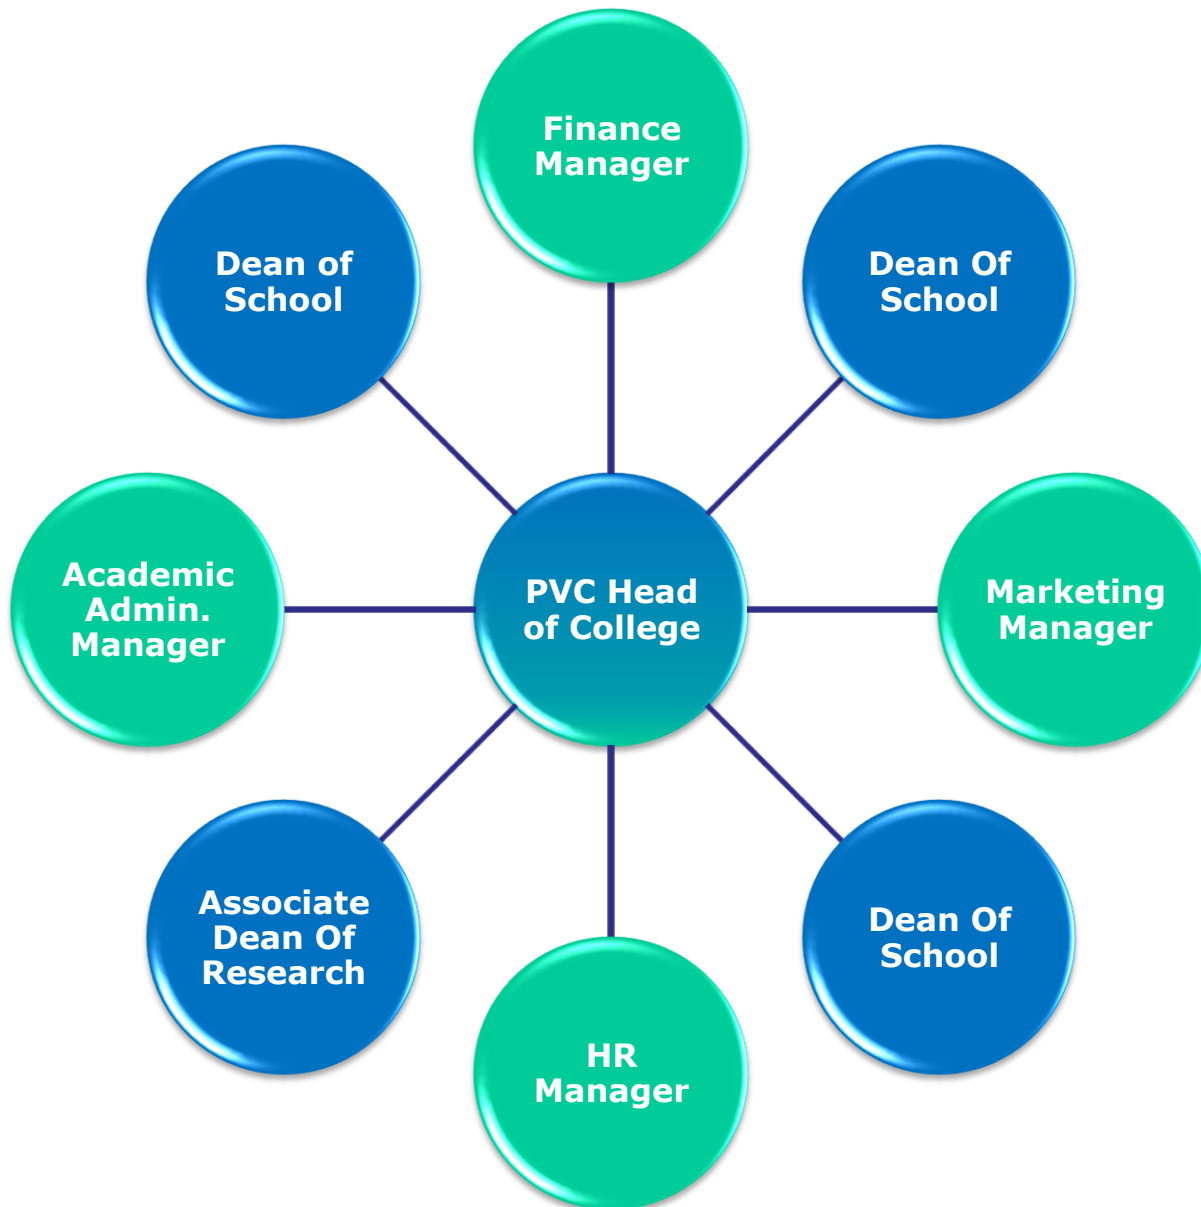 Finance
Manager
Dean of
School
Dean Of
School
Academic
Admin.
Manager
PVC Head
of College
Marketing
Manager
Associate
Dean Of
Research
Dean Of
School
HR
Manager